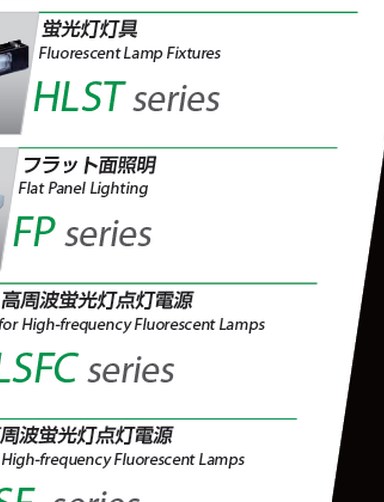 蛍光灯灯具
Fluorescent Lamp Fixtures
HLST series
フラット面照明
Flat Panel Lighting
FP series
高周波蛍光灯点灯電源
for High-frequency Fluorescent Lamps
LSFC series
周波蛍光灯点灯電源
High-frequency Fluorescent Lamps
SF series